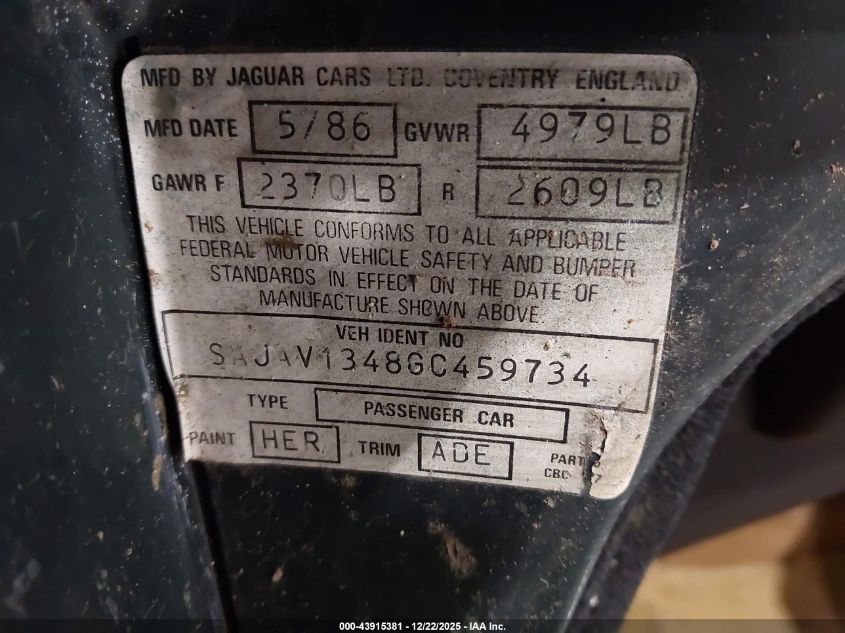 MFD BY JAGUAR CARS LTD. COVENTRY ENGLAND
MFD DATE 5/86 GVWR 4979LB
GAWR F 2370LB R 2609LB
THIS VEHICLE CONFORMS TO ALL APPLICABLE
FEDERAL MOTOR VEHICLE SAFETY AND BUMPER
STANDARDS IN EFFECT ON THE DATE OF
MANUFACTURE SHOWN ABOVE
VEH IDENT NO
SAJAV1348GC459734
TYPE PASSENGER CAR
PAINT HER TRIM ADE
PART
CBC
000-43915381 - 12/22/2025 - IAA Inc.